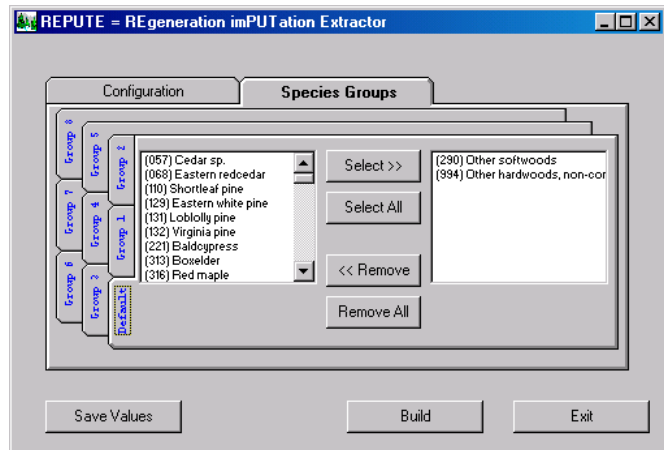 REPUTE = REgeneration imPUTation Extractor
Configuration
Species Groups
Group 8
Group 7
Group 6
Group 5
Group 4
Group 3
Group 2
Group 1
Default
(057) Cedar sp.
(068) Eastern redcedar
(110) Shortleaf pine
(129) Eastern white pine
(131) Loblolly pine
(132) Virginia pine
(221) Baldcypress
(313) Boxelder
(316) Red maple
Select >>
Select All
<< Remove
Remove All
(290) Other softwoods
(994) Other hardwoods, non-cor
Save Values
Build
Exit